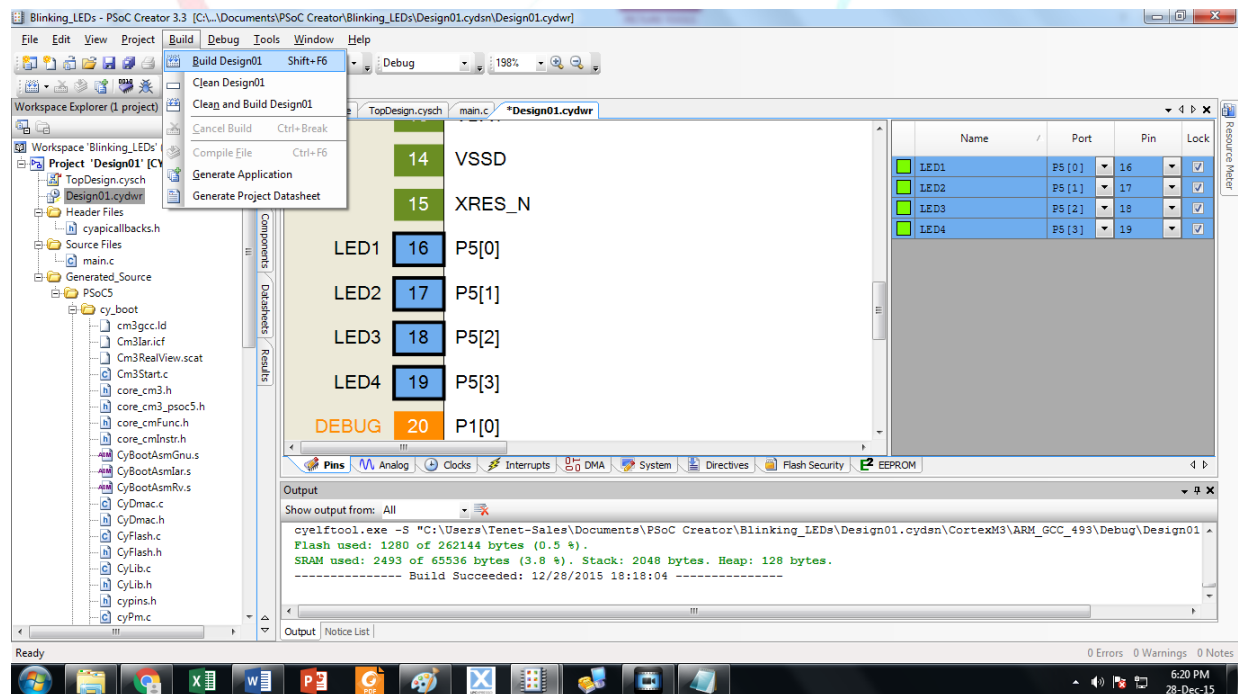 Blinking_LEDs - PSoC Creator 3.3 [C:\...\Documents\PSoC Creator\Blinking_LEDs\Design01.cydsn\Design01.cydwr]
File Edit View Project Build Debug Tools Window Help
Debug 198%
Build Design01 Shift+F6
Clean Design01
Clean and Build Design01
Cancel Build Ctrl+Break
Compile File Ctrl+F6
Generate Application
Generate Project Datasheet
Workspace Explorer (1 project)
Workspace 'Blinking_LEDs'
Project 'Design01' [CY
TopDesign.cysch
Design01.cydwr
Header Files
cyapicallbacks.h
Source Files
main.c
Generated_Source
PSoC5
cy_boot
cm3gcc.ld
Cm3Iar.icf
Cm3RealView.scat
Cm3Start.c
core_cm3.h
core_cm3_psoc5.h
core_cmFunc.h
core_cmInstr.h
CyBootAsmGnu.s
CyBootAsmIar.s
CyBootAsmRv.s
CyDmac.c
CyDmac.h
CyFlash.c
CyFlash.h
CyLib.c
CyLib.h
cypins.h
cyPm.c
Components
Datasheets
Results
TopDesign.cysch main.c *Design01.cydwr
14 VSSD
15 XRES_N
LED1 16 P5[0]
LED2 17 P5[1]
LED3 18 P5[2]
LED4 19 P5[3]
DEBUG 20 P1[0]
Name Port Pin Lock
LED1 P5[0] 16
LED2 P5[1] 17
LED3 P5[2] 18
LED4 P5[3] 19
Resource Meter
Pins Analog Clocks Interrupts DMA System Directives Flash Security EEPROM
Output
Show output from: All
cyelftool.exe -S "C:\Users\Tenet-Sales\Documents\PSoC Creator\Blinking_LEDs\Design01.cydsn\CortexM3\ARM_GCC_493\Debug\Design01
Flash used: 1280 of 262144 bytes (0.5 %).
SRAM used: 2493 of 65536 bytes (3.8 %). Stack: 2048 bytes. Heap: 128 bytes.
--------------- Build Succeeded: 12/28/2015 18:18:04 ---------------
Output Notice List
Ready
0 Errors 0 Warnings 0 Notes
6:20 PM
28-Dec-15